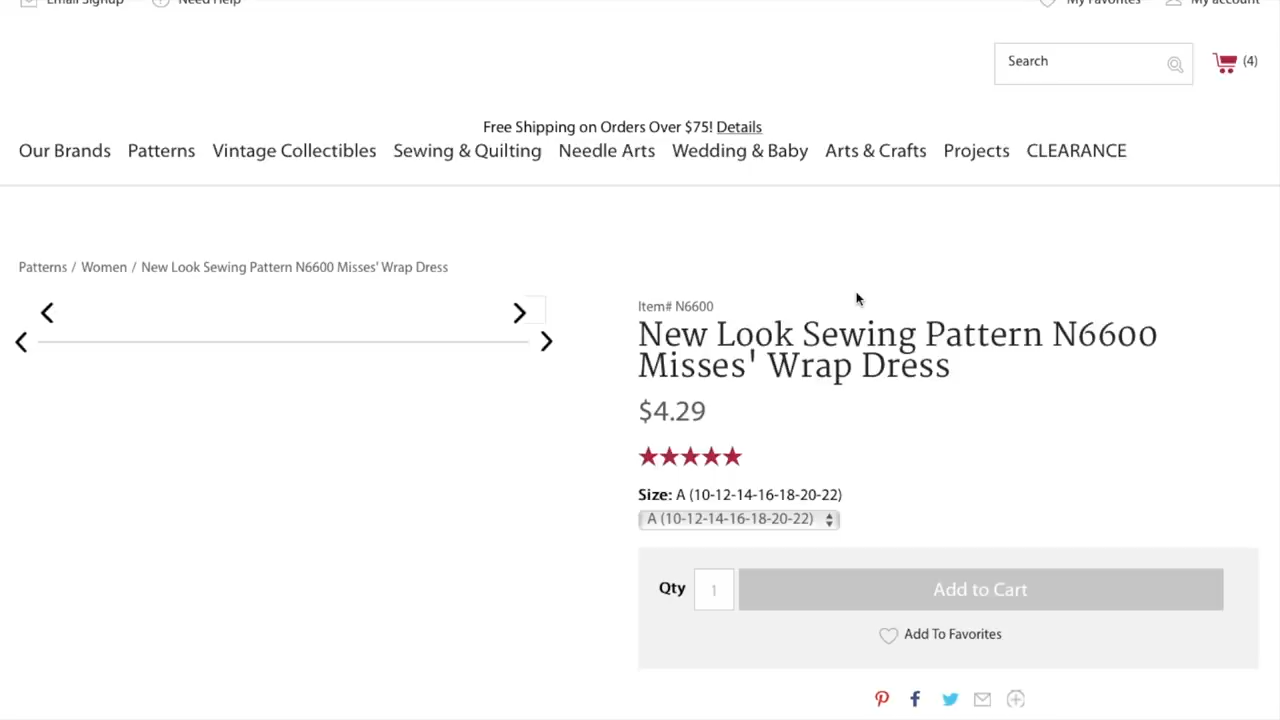 Email Signup Need Help My Favorites My account
Search (4)
Free Shipping on Orders Over $75! Details
Our Brands Patterns Vintage Collectibles Sewing & Quilting Needle Arts Wedding & Baby Arts & Crafts Projects CLEARANCE
Patterns / Women / New Look Sewing Pattern N6600 Misses' Wrap Dress
Item# N6600
New Look Sewing Pattern N6600
Misses' Wrap Dress
$4.29
Size: A (10-12-14-16-18-20-22)
A (10-12-14-16-18-20-22)
Qty 1 Add to Cart
Add To Favorites